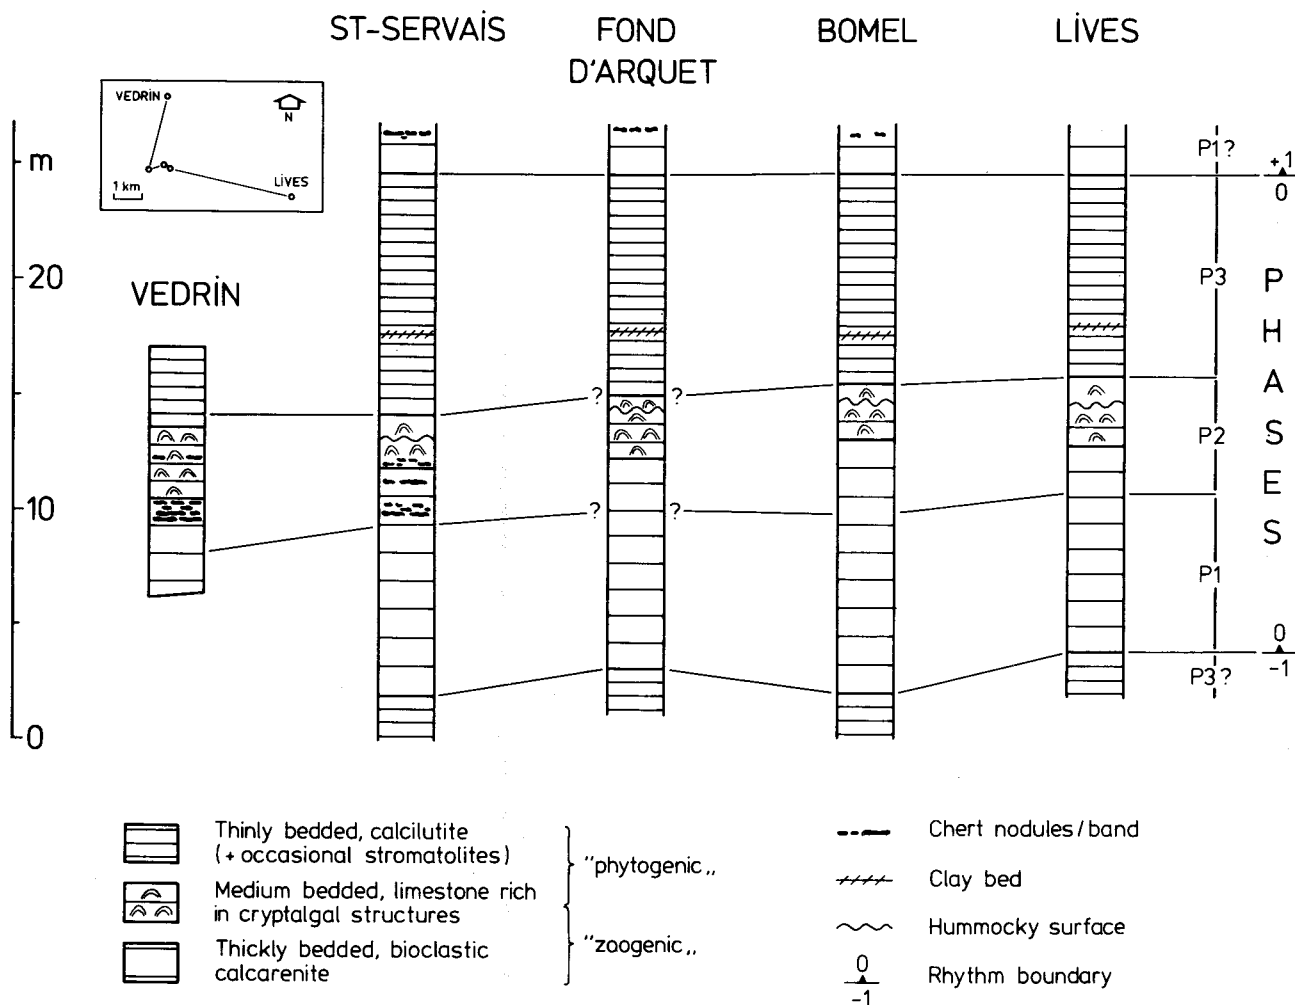 ST-SERVAİS
FOND
D'ARQUET
BOMEL
LİVES
VEDRİN
N
LİVES
1 km
m
20
10
0
VEDRİN
? ?
? ?
P1?
P3
P2
P1
P3?
+1
0
0
-1
P
H
A
S
E
S
Thinly bedded, calcilutite
(+ occasional stromatolites)
Medium bedded, limestone rich
in cryptalgal structures
Thickly bedded, bioclastic
calcarenite
"phytogenic„
"zoogenic„
Chert nodules/band
Clay bed
Hummocky surface
0
-1
Rhythm boundary